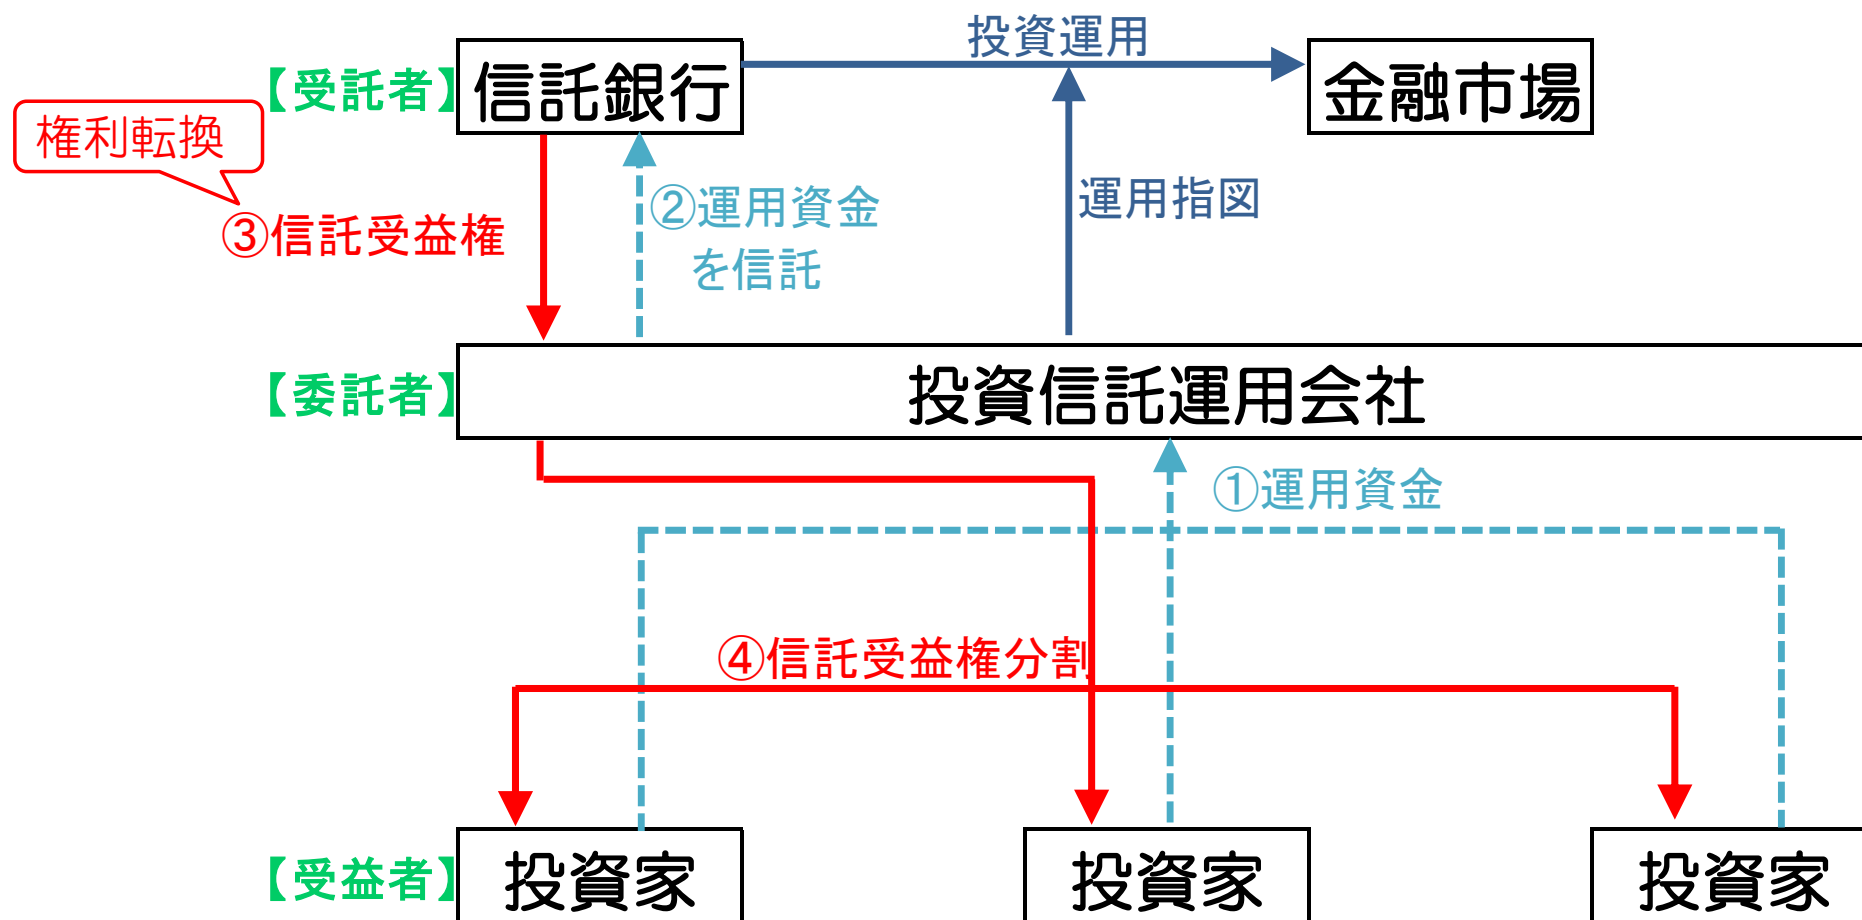 投資運用
【受託者】
信託銀行
金融市場
権利転換
②運用資金
を信託
運用指図
③信託受益権
【委託者】
投資信託運用会社
①運用資金
④信託受益権分割
【受益者】
投資家
投資家
投資家